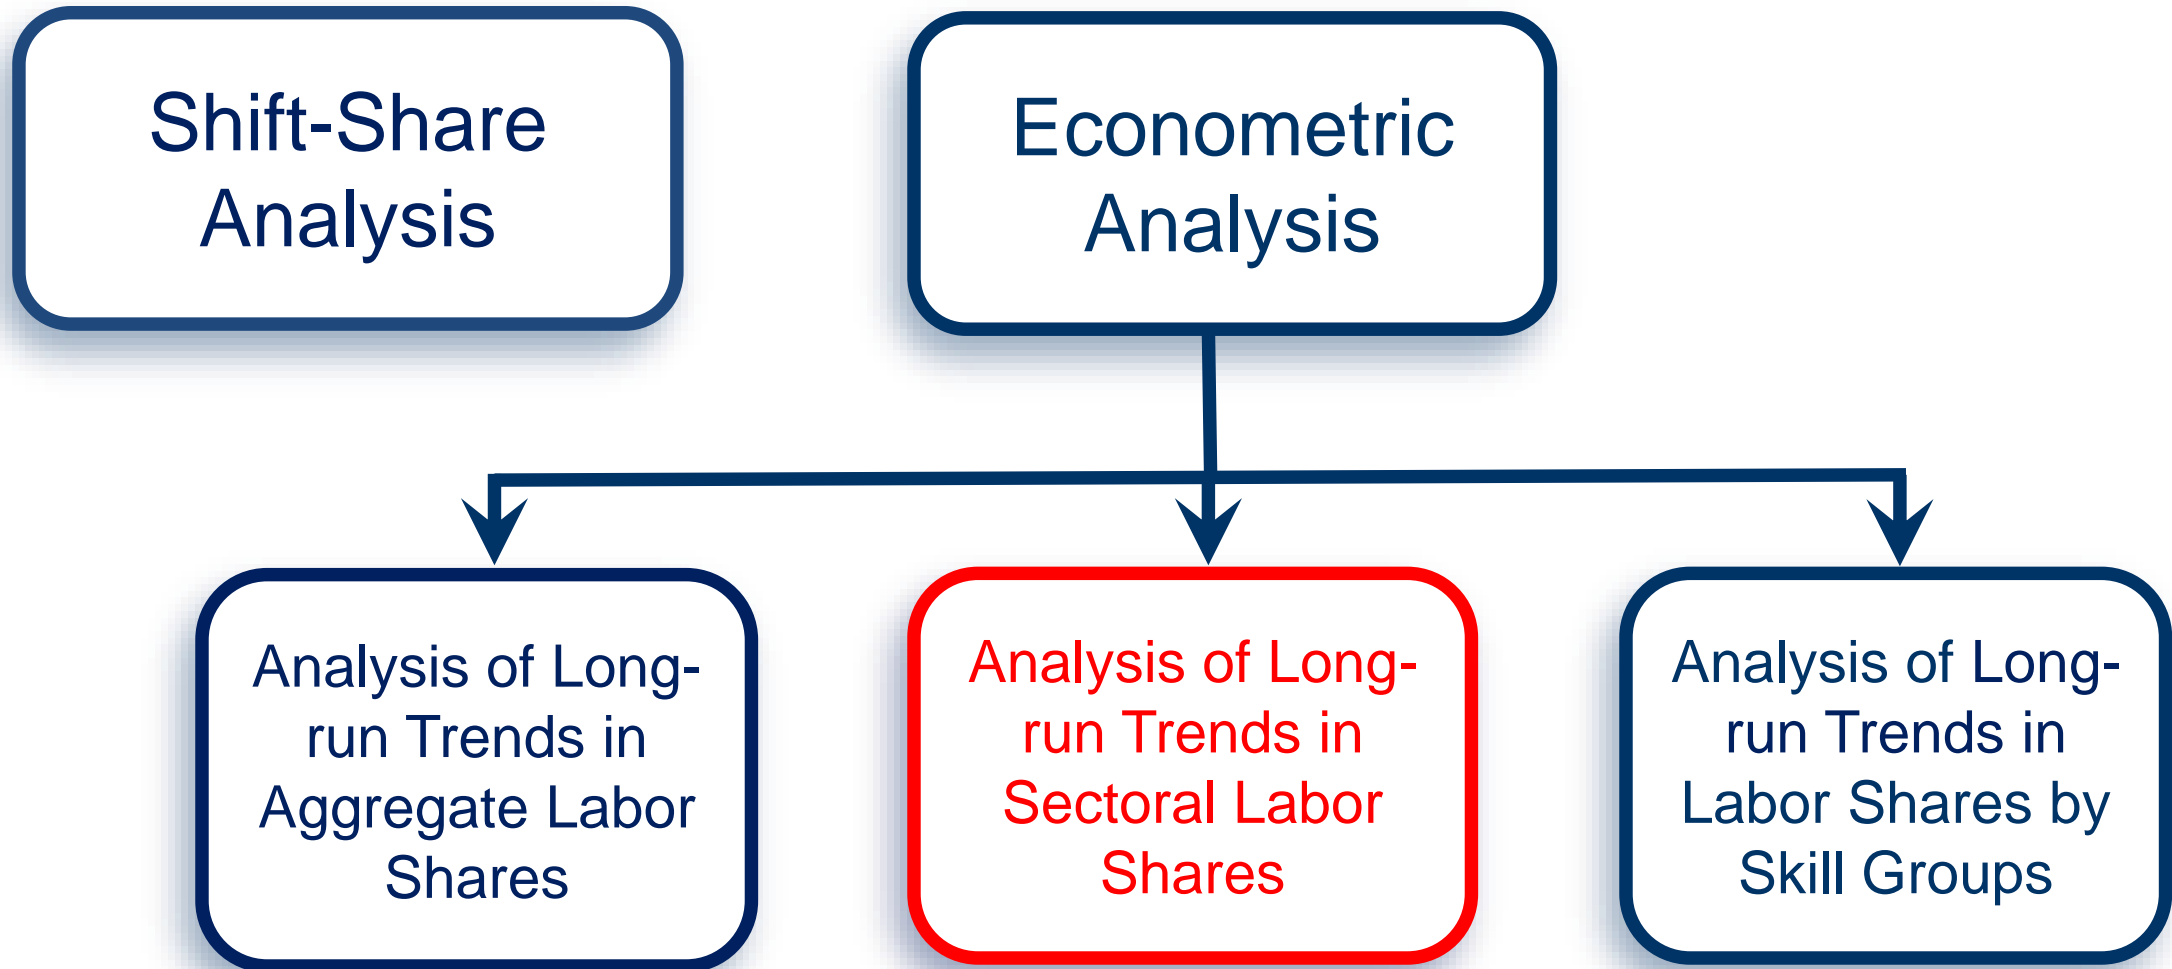 Shift-Share
Analysis
Econometric
Analysis
Analysis of Long-
run Trends in
Aggregate Labor
Shares
Analysis of Long-
run Trends in
Sectoral Labor
Shares
Analysis of Long-
run Trends in
Labor Shares by
Skill Groups